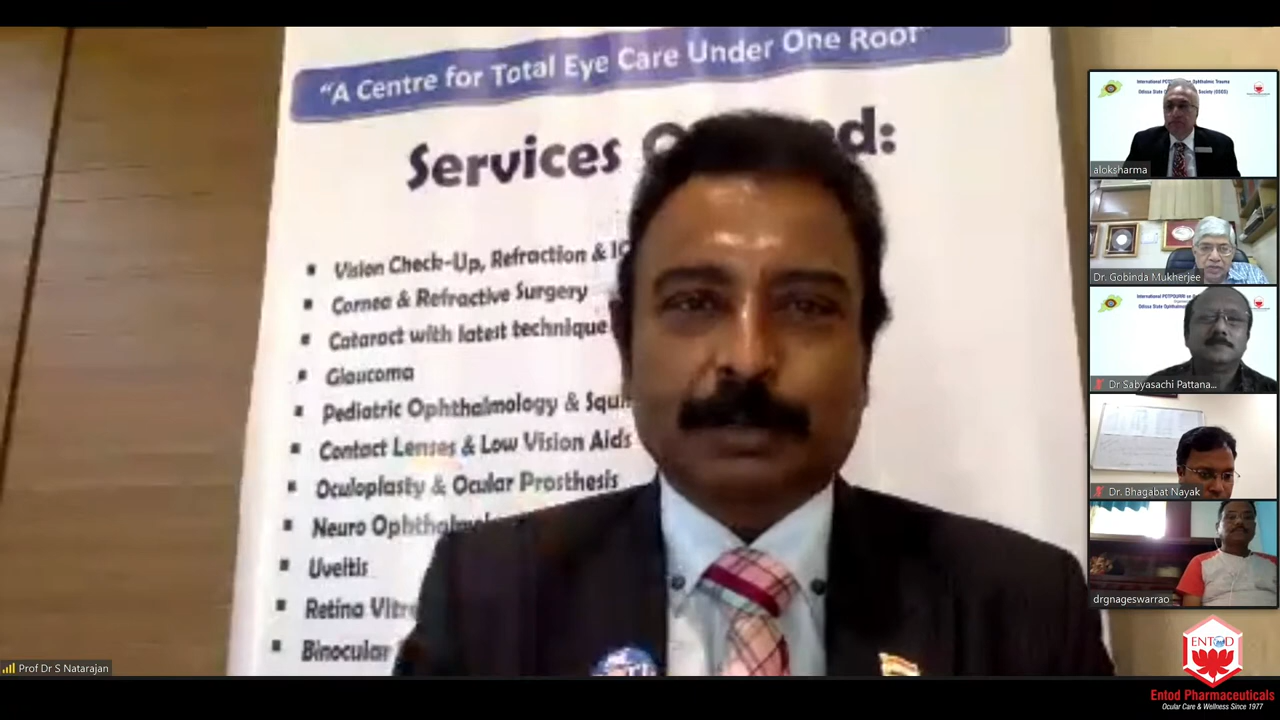 “A Centre for Total Eye Care Under One Roof”
Services
Vision Check-Up, Refraction &
Cornea & Refractive Surgery
Cataract with latest technique
Glaucoma
Pediatric Ophthalmology &
Contact Lenses & Low Vision Aids
Oculoplasty & Ocular Prosthesis
Neuro
Uveitis
Retina
Binocular
Prof Dr S Natarajan
aloksharma
Dr. Gobinda Mukherjee
Dr Sabyasachi Pattana...
Dr. Bhagabat Nayak
drgnageswarrao
ENTOD
Entod Pharmaceuticals
Ocular Care & Wellness Since 1977